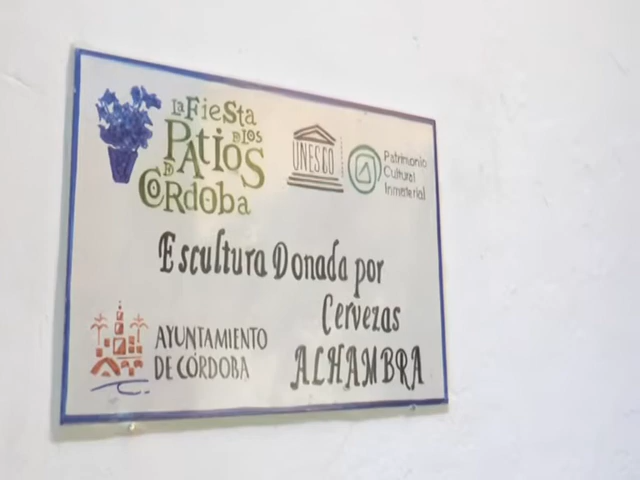 La Fiesta
de los
Patios
de
Córdoba
UNESCO
Patrimonio
Cultural
Inmaterial
Escultura Donada por
Cervezas
ALHAMBRA
AYUNTAMIENTO
DE CÓRDOBA